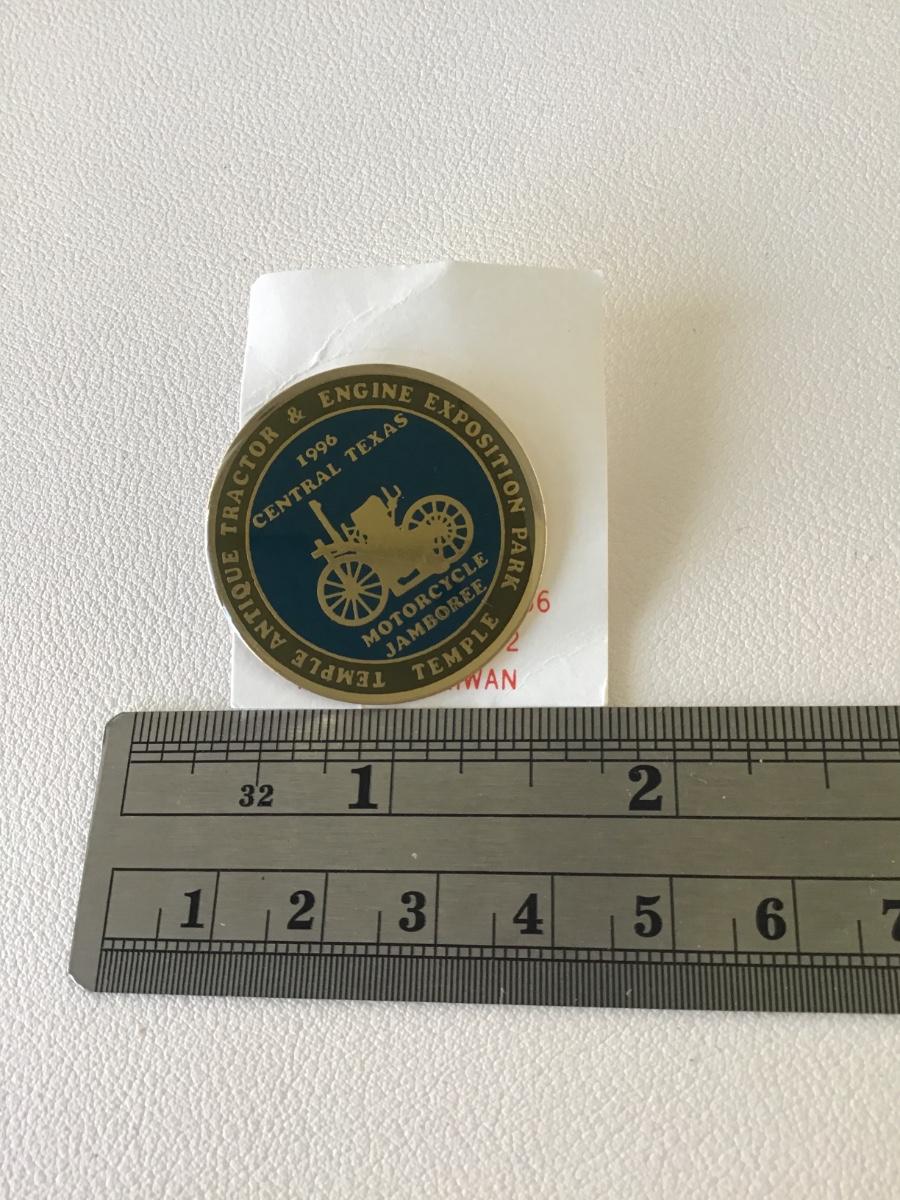 TEMPLE ANTIQUE TRACTOR & ENGINE EXPOSITION PARK TEMPLE
1996
CENTRAL TEXAS
MOTORCYCLE
JAMBOREE
32 1 2
1 2 3 4 5 6 7